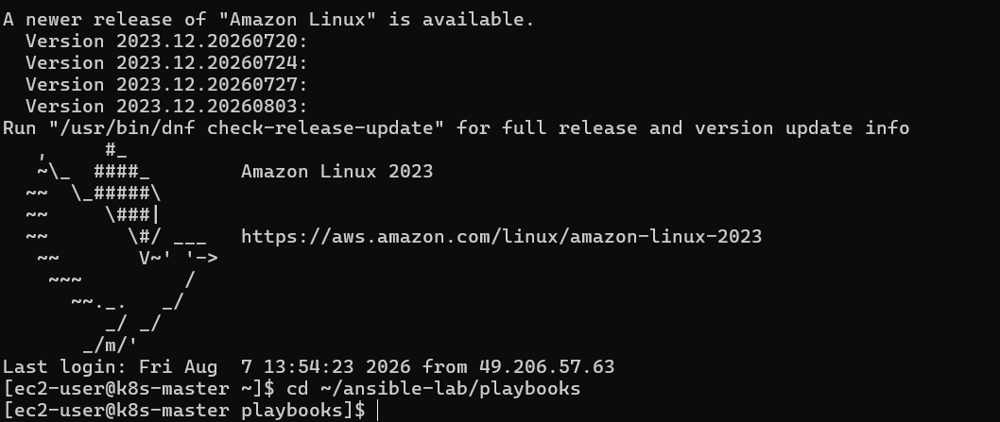 A newer release of "Amazon Linux" is available.
  Version 2023.12.20260720:
  Version 2023.12.20260724:
  Version 2023.12.20260727:
  Version 2023.12.20260803:
Run "/usr/bin/dnf check-release-update" for full release and version update info
   ,     #_
   ~\_  ####_        Amazon Linux 2023
  ~~  \_#####\
  ~~     \###|
  ~~       \#/ ___   https://aws.amazon.com/linux/amazon-linux-2023
   ~~       V~' '->
    ~~~         /
      ~~._.   _/
         _/ _/
       _/m/'
Last login: Fri Aug  7 13:54:23 2026 from 49.206.57.63
[ec2-user@k8s-master ~]$ cd ~/ansible-lab/playbooks
[ec2-user@k8s-master playbooks]$